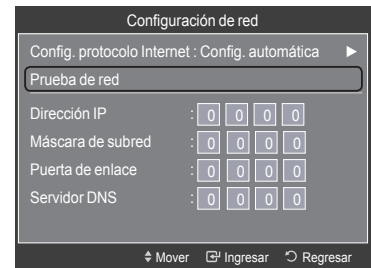 Configuración de red
Config. protocolo Internet : Config. automática ►
Prueba de red
Dirección IP : 0 0 0 0
Máscara de subred : 0 0 0 0
Puerta de enlace : 0 0 0 0
Servidor DNS : 0 0 0 0
Mover Ingresar Regresar